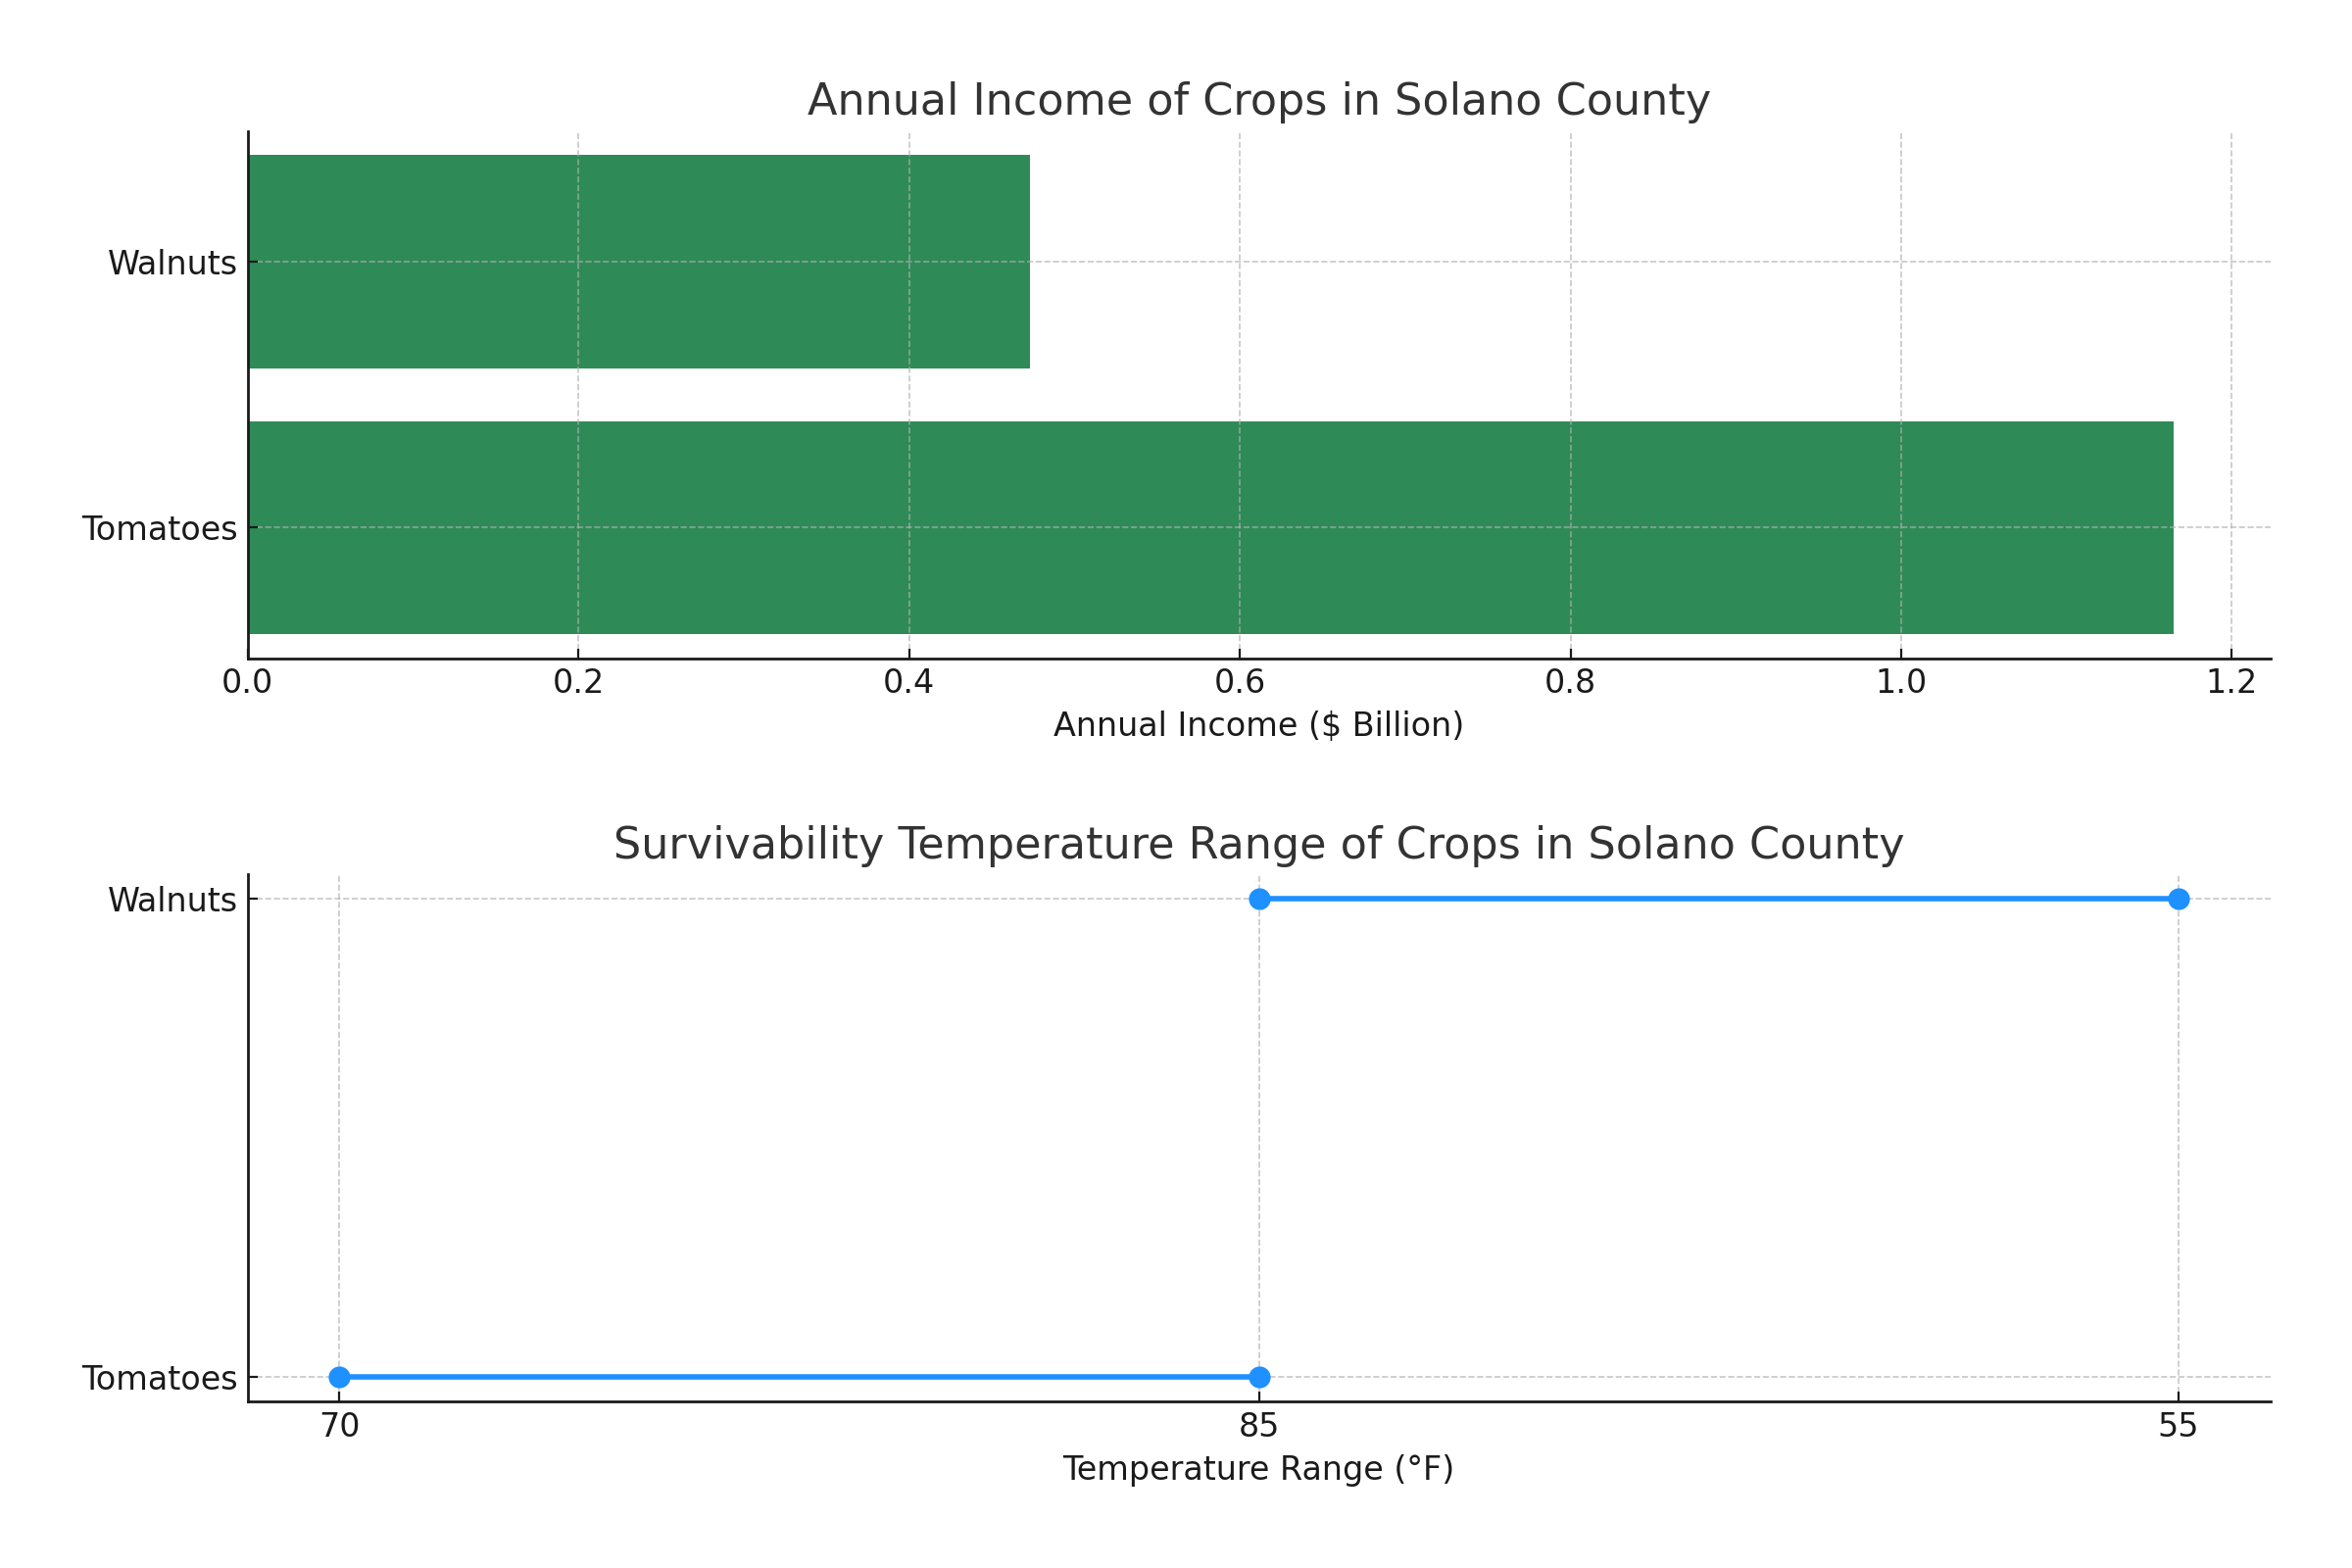 Annual Income of Crops in Solano County
Walnuts
Tomatoes
0.0 0.2 0.4 0.6 0.8 1.0 1.2
Annual Income ($ Billion)
Survivability Temperature Range of Crops in Solano County
Walnuts
Tomatoes
70 85 55
Temperature Range (°F)